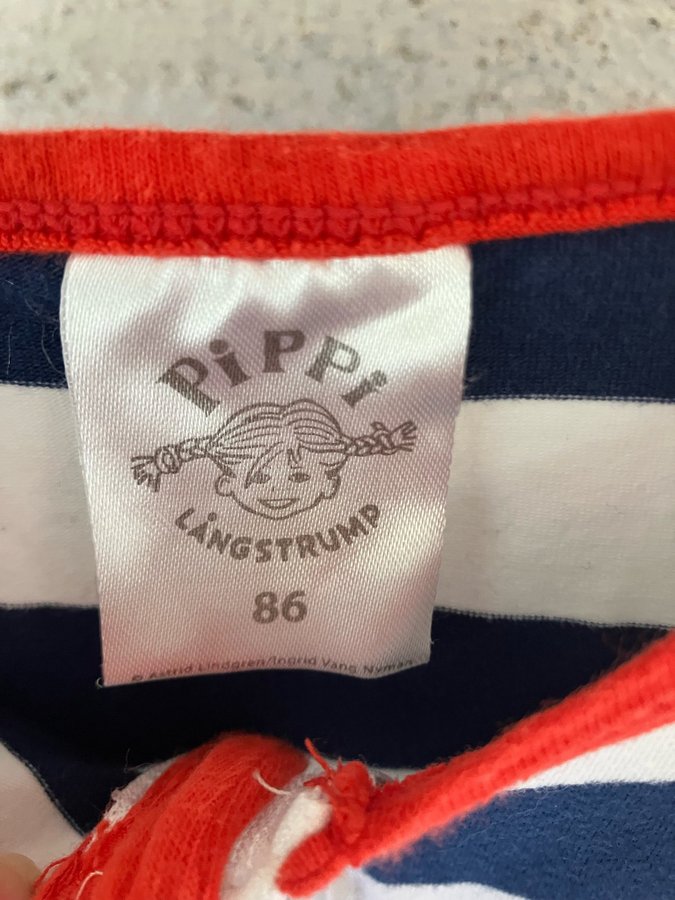 PiPPi
LÅNGSTRUMP
86
© Astrid Lindgren/Ingrid Vang Nyman